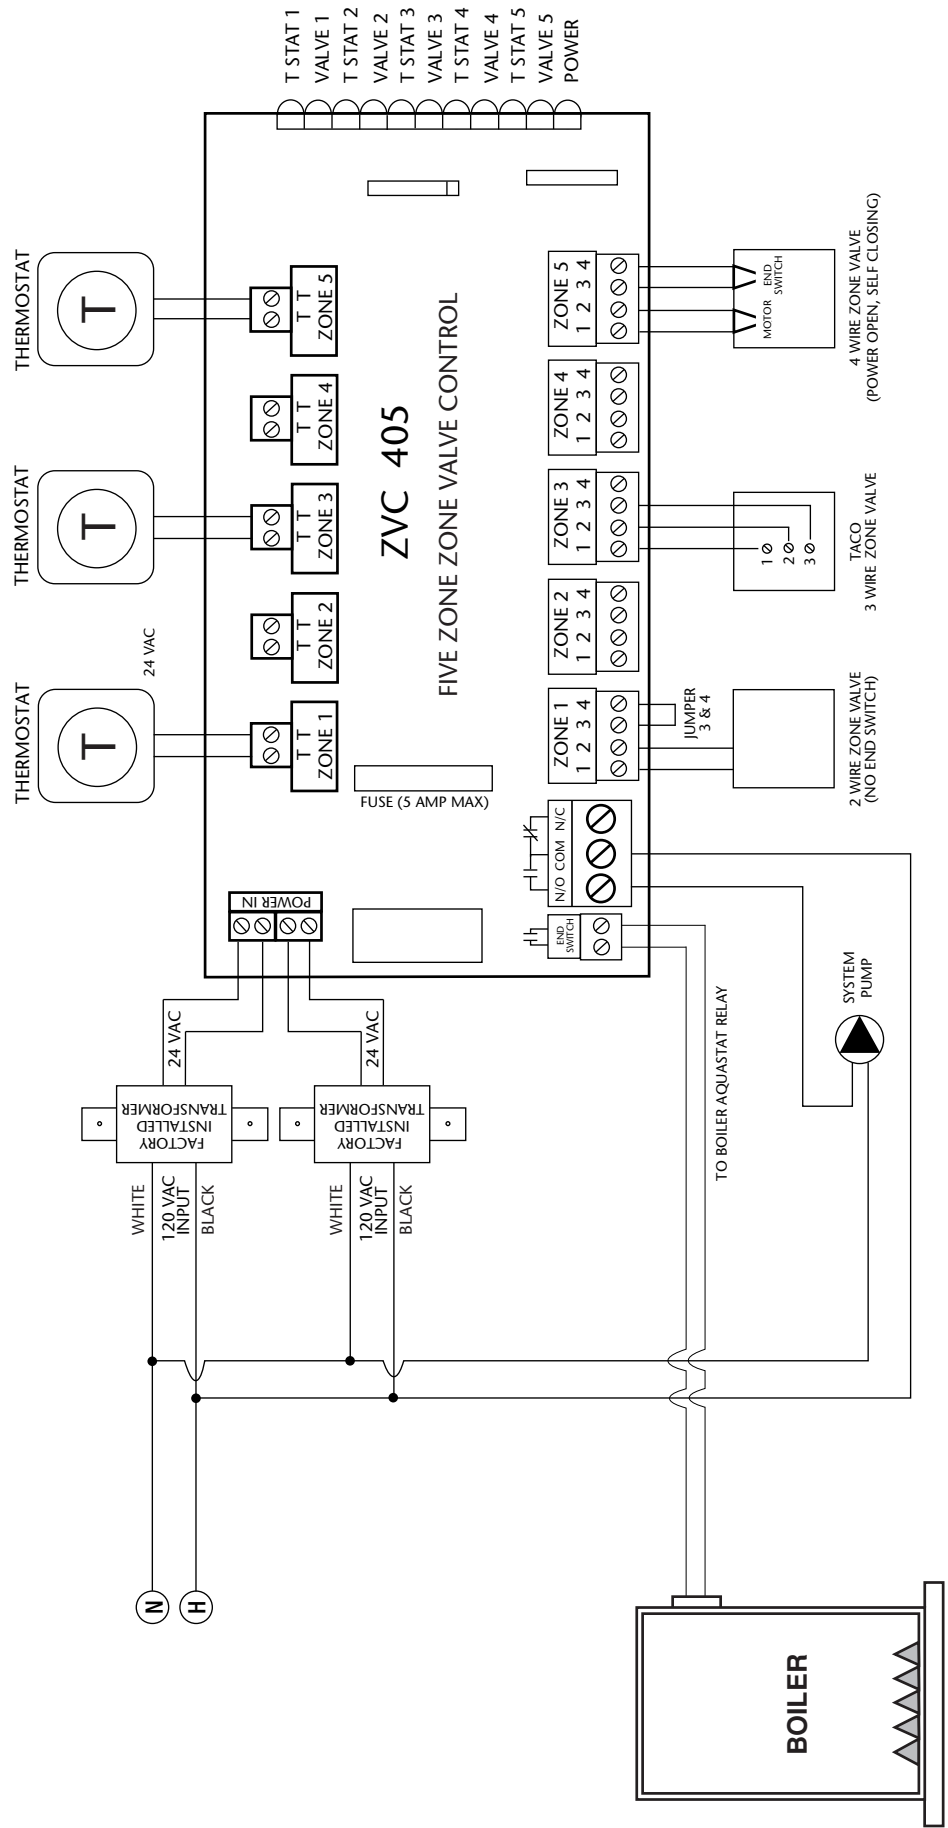 THERMOSTAT
THERMOSTAT
THERMOSTAT
T
T
T
24 VAC
T T
ZONE 1
T T
ZONE 2
T T
ZONE 3
T T
ZONE 4
T T
ZONE 5
T STAT 1
VALVE 1
T STAT 2
VALVE 2
T STAT 3
VALVE 3
T STAT 4
VALVE 4
T STAT 5
VALVE 5
POWER
POWER IN
FUSE (5 AMP MAX)
ZVC 405
FIVE ZONE ZONE VALVE CONTROL
24 VAC
24 VAC
FACTORY
INSTALLED
TRANSFORMER
FACTORY
INSTALLED
TRANSFORMER
WHITE
120 VAC
INPUT
BLACK
WHITE
120 VAC
INPUT
BLACK
N
H
END
SWITCH
N/O COM N/C
ZONE 1
1 2 3 4
ZONE 2
1 2 3 4
ZONE 3
1 2 3 4
ZONE 4
1 2 3 4
ZONE 5
1 2 3 4
JUMPER
3 & 4
1
2
3
MOTOR
END
SWITCH
2 WIRE ZONE VALVE
(NO END SWITCH)
TACO
3 WIRE ZONE VALVE
4 WIRE ZONE VALVE
(POWER OPEN, SELF CLOSING)
TO BOILER AQUASTAT RELAY
SYSTEM
PUMP
BOILER